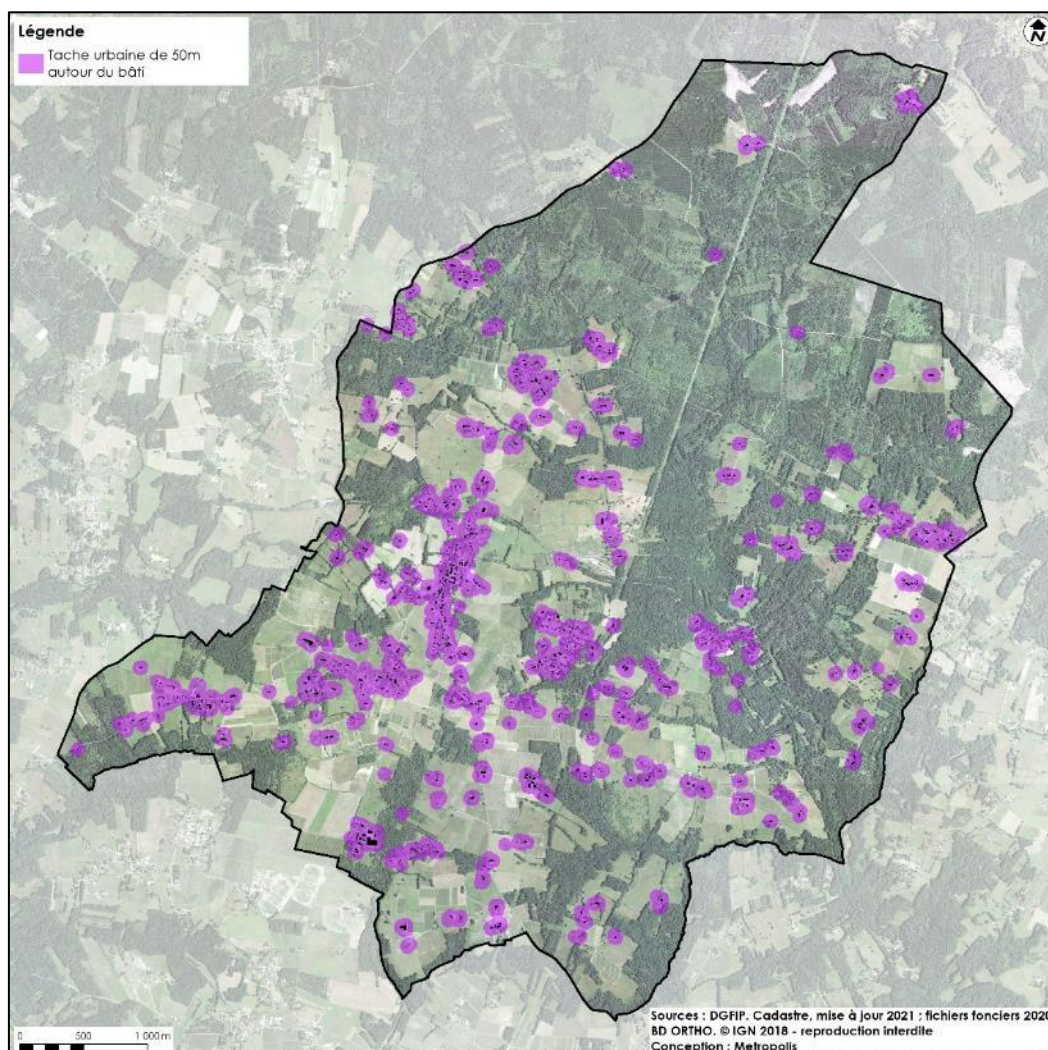 Légende
Tache urbaine de 50m
autour du bâti
N
0 500 1 000 m
Sources : DGFIP. Cadastre, mise à jour 2021 ; fichiers fonciers 2020
BD ORTHO. © IGN 2018 - reproduction interdite
Conception : Metropolis